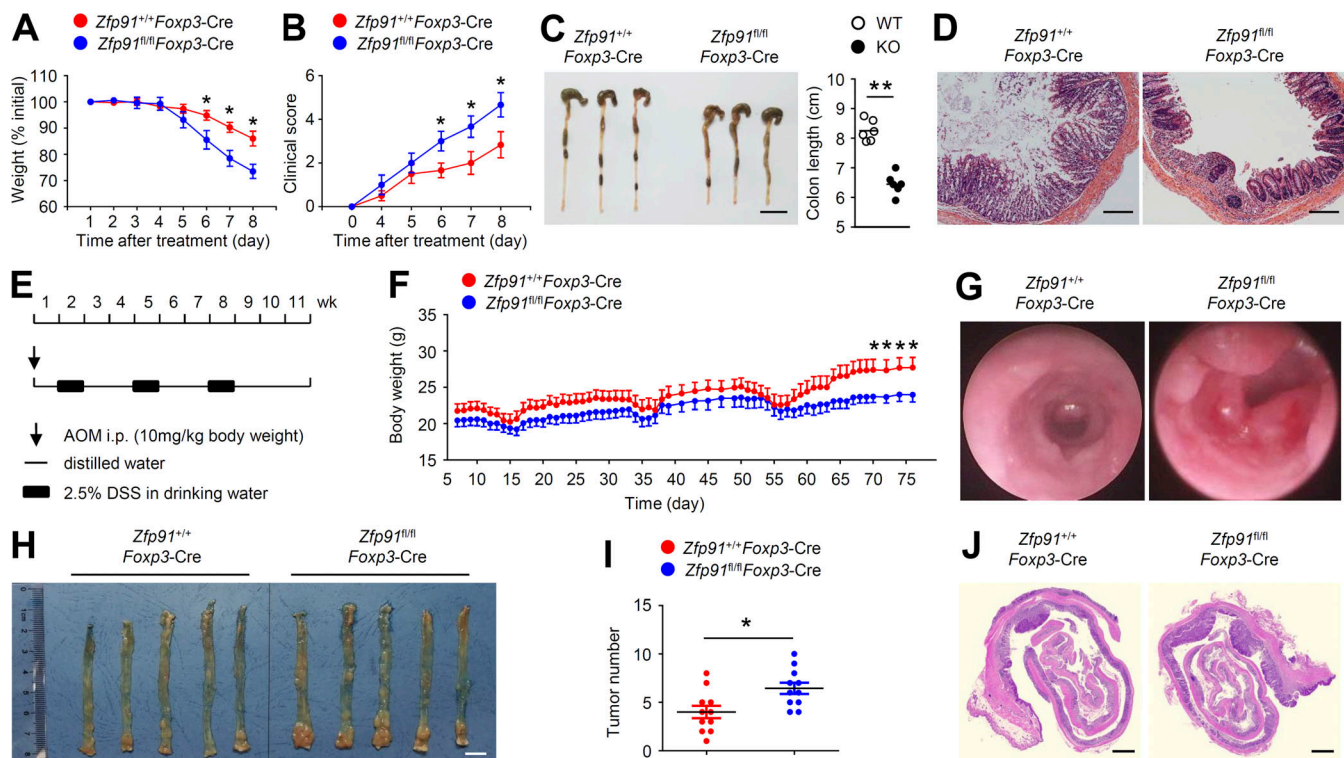 A
Zfp91+/+Foxp3-Cre
Zfp91fl/flFoxp3-Cre
Weight (% initial)
110
100
90
80
70
60
1 2 3 4 5 6 7 8
* * *
Time after treatment (day)
B
Zfp91+/+Foxp3-Cre
Zfp91fl/flFoxp3-Cre
Clinical score
6
4
2
0
0 4 5 6 7 8
* * *
Time after treatment (day)
C
Zfp91+/+
Foxp3-Cre
Zfp91fl/fl
Foxp3-Cre
WT
KO
Colon length (cm)
10
9
8
7
6
5
**
D
Zfp91+/+
Foxp3-Cre
Zfp91fl/fl
Foxp3-Cre
E
1 2 3 4 5 6 7 8 9 10 11 wk
AOM i.p. (10mg/kg body weight)
distilled water
2.5% DSS in drinking water
F
Zfp91+/+Foxp3-Cre
Zfp91fl/flFoxp3-Cre
Body weight (g)
35
30
25
20
15
****
5 10 15 20 25 30 35 40 45 50 55 60 65 70 75
Time (day)
G
Zfp91+/+
Foxp3-Cre
Zfp91fl/fl
Foxp3-Cre
H
Zfp91+/+
Foxp3-Cre
Zfp91fl/fl
Foxp3-Cre
I
Zfp91+/+Foxp3-Cre
Zfp91fl/flFoxp3-Cre
Tumor number
15
10
5
0
*
J
Zfp91+/+
Foxp3-Cre
Zfp91fl/fl
Foxp3-Cre